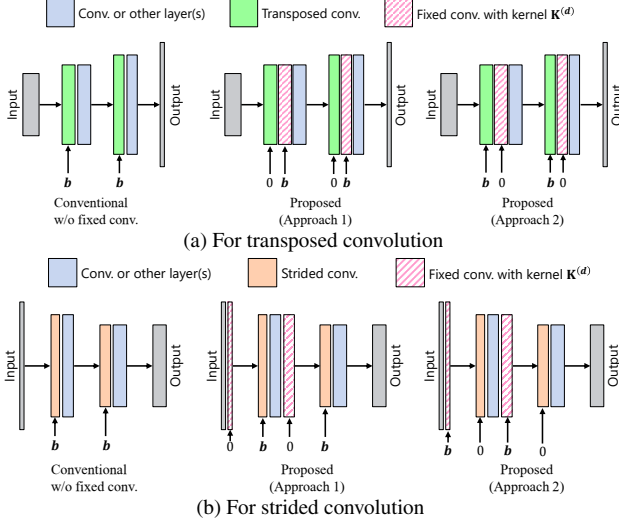 Conv. or other layer(s) Transposed conv. Fixed conv. with kernel K^(d)
Input Output Input Output Input Output
b b 0 b 0 b b 0 b 0
Conventional Proposed Proposed
w/o fixed conv. (Approach 1) (Approach 2)
(a) For transposed convolution
Conv. or other layer(s) Strided conv. Fixed conv. with kernel K^(d)
Input Output Input Output Input Output
b b 0 b 0 b b 0 b 0
Conventional Proposed Proposed
w/o fixed conv. (Approach 1) (Approach 2)
(b) For strided convolution